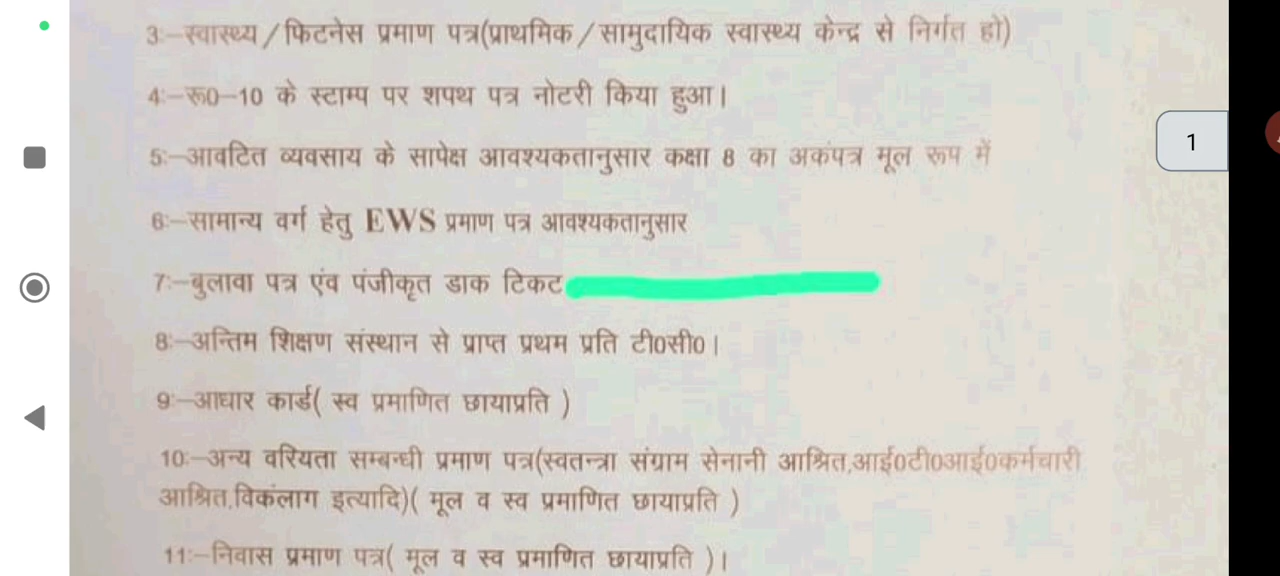 3:–स्वास्थ्य/फिटनेस प्रमाण पत्र(प्राथमिक/सामुदायिक स्वास्थ्य केन्द्र से निर्गत हो)
4:–रू0–10 के स्टाम्प पर शपथ पत्र नोटरी किया हुआ।
1
5:–आवटित व्यवसाय के सापेक्ष आवश्यकतानुसार कक्षा 8 का अकंपत्र मूल रूप में
6:–सामान्य वर्ग हेतु EWS प्रमाण पत्र आवश्यकतानुसार
7:–बुलावा पत्र एंव पंजीकृत डाक टिकट
8:–अन्तिम शिक्षण संस्थान से प्राप्त प्रथम प्रति टी0सी0।
9:–आधार कार्ड( स्व प्रमाणित छायाप्रति )
10:–अन्य वरियता सम्बन्धी प्रमाण पत्र(स्वतन्त्रा संग्राम सेनानी आश्रित,आई0टी0आई0कर्मचारी
आश्रित,विकंलाग इत्यादि)( मूल व स्व प्रमाणित छायाप्रति )
11:–निवास प्रमाण पत्र( मूल व स्व प्रमाणित छायाप्रति )।